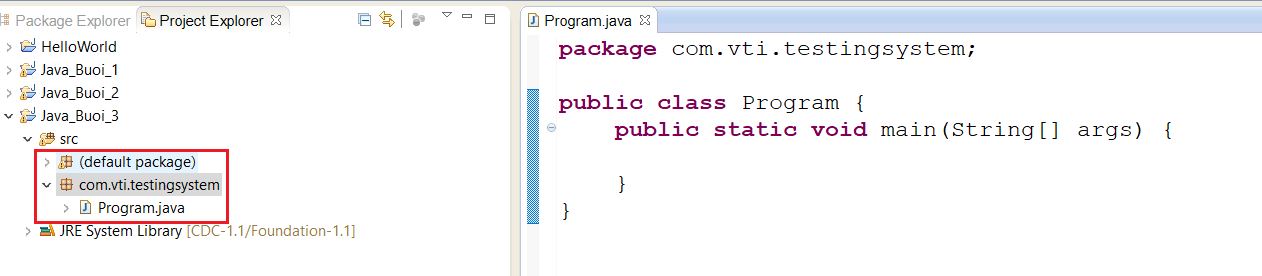 Package Explorer Project Explorer
HelloWorld
Java_Buoi_1
Java_Buoi_2
Java_Buoi_3
src
(default package)
com.vti.testingsystem
Program.java
JRE System Library [CDC-1.1/Foundation-1.1]
Program.java
package com.vti.testingsystem;
public class Program {
public static void main(String[] args) {
}
}